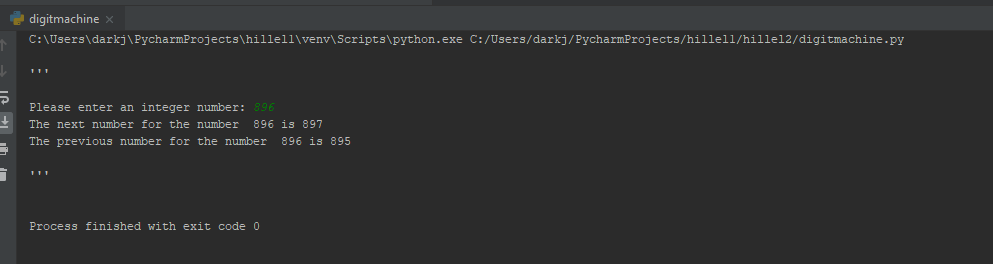 digitmachine
C:\Users\darkj\PycharmProjects\hillel1\venv\Scripts\python.exe C:/Users/darkj/PycharmProjects/hillel1/hillel2/digitmachine.py
'''
Please enter an integer number: 896
The next number for the number  896 is 897
The previous number for the number  896 is 895
'''
Process finished with exit code 0